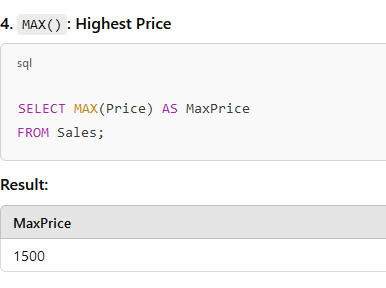 4. MAX(): Highest Price
sql
SELECT MAX(Price) AS MaxPrice
FROM Sales;
Result:
MaxPrice
1500